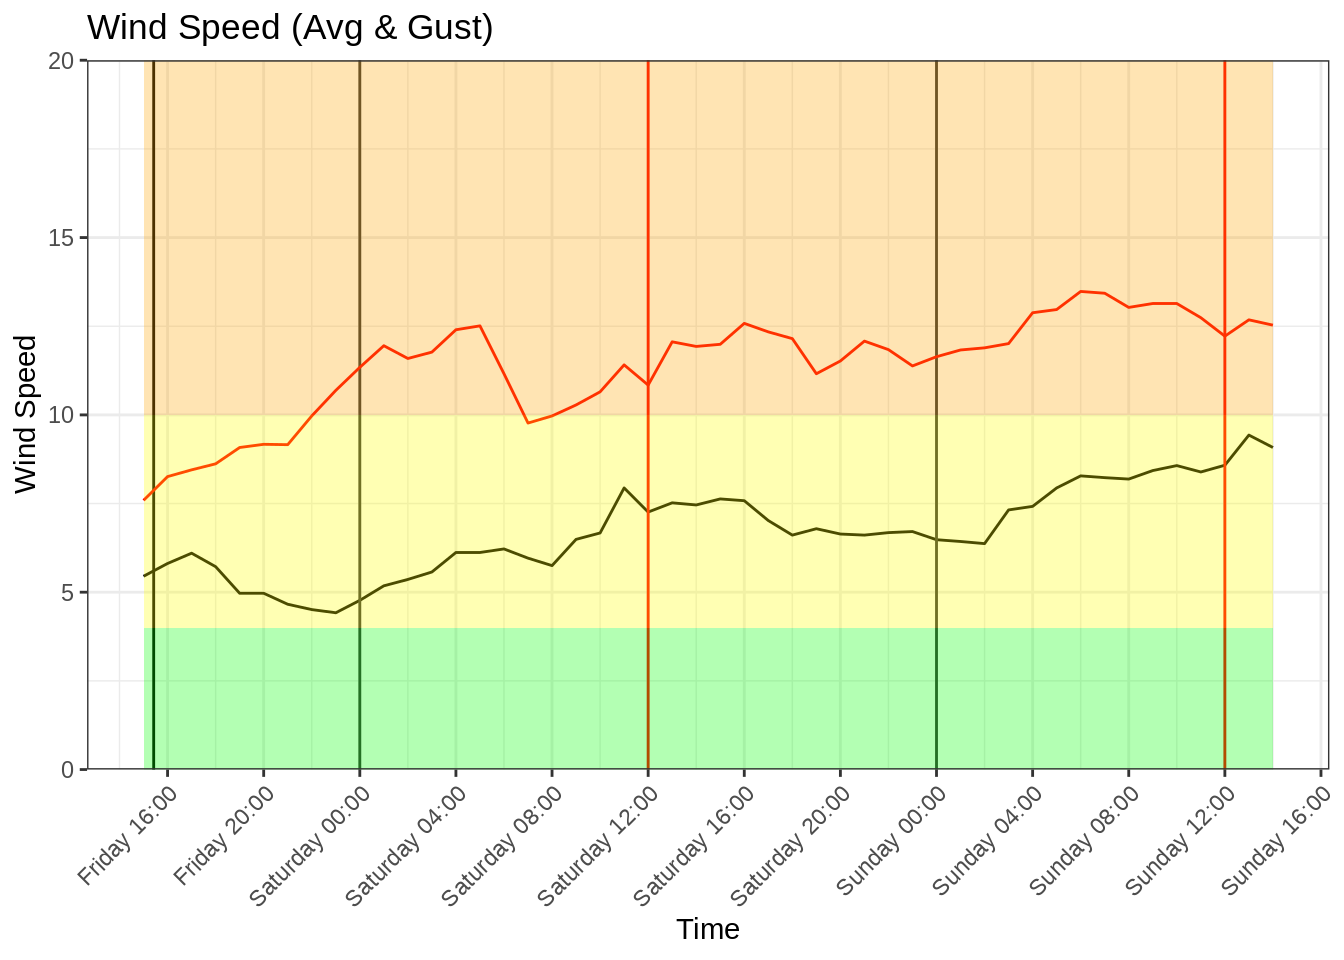 Wind Speed (Avg & Gust)
20
15
10
5
0
Wind Speed
Friday 16:00
Friday 20:00
Saturday 00:00
Saturday 04:00
Saturday 08:00
Saturday 12:00
Saturday 16:00
Saturday 20:00
Sunday 00:00
Sunday 04:00
Sunday 08:00
Sunday 12:00
Sunday 16:00
Time